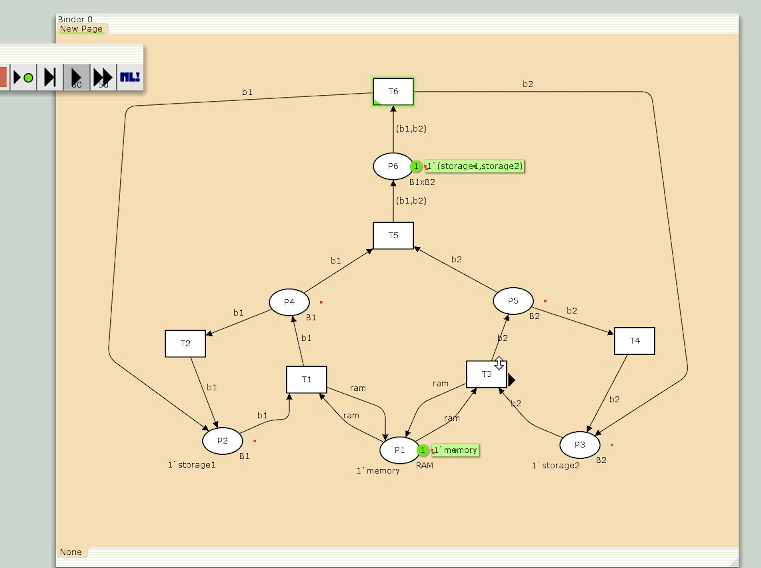 Binder 0
New Page
ML!
T6
b1
b2
(b1,b2)
P6
1
1`(storage1,storage2)
B1xB2
(b1,b2)
T5
b1
b2
P4
B1
P5
B2
b1
b2
T2
T4
b1
b2
T1
T3
ram
ram
b1
b2
b1
ram
ram
b2
P2
B1
1`storage1
P1
1
1`memory
1`memory
RAM
P3
B2
1`storage2
None